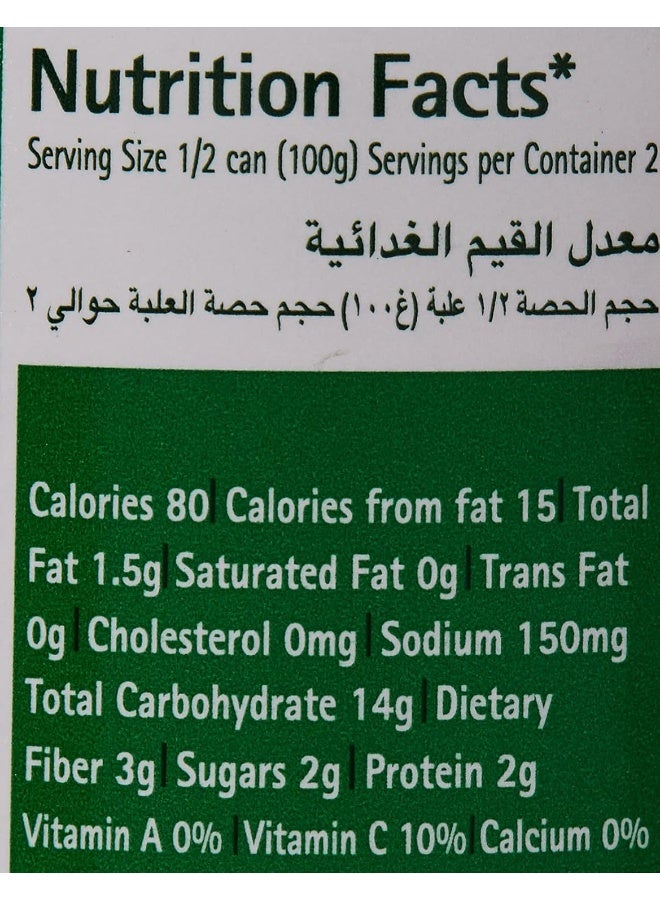 Nutrition Facts*
Serving Size 1/2 can (100g) Servings per Container 2
معدل القيم الغدائية
حجم الحصة ١/٢ علبة (١٠٠غ) حجم حصة العلبة حوالي ٢
Calories 80| Calories from fat 15| Total
Fat 1.5g| Saturated Fat 0g| Trans Fat
0g| Cholesterol 0mg| Sodium 150mg
Total Carbohydrate 14g| Dietary
Fiber 3g| Sugars 2g| Protein 2g
Vitamin A 0% |Vitamin C 10%| Calcium 0%